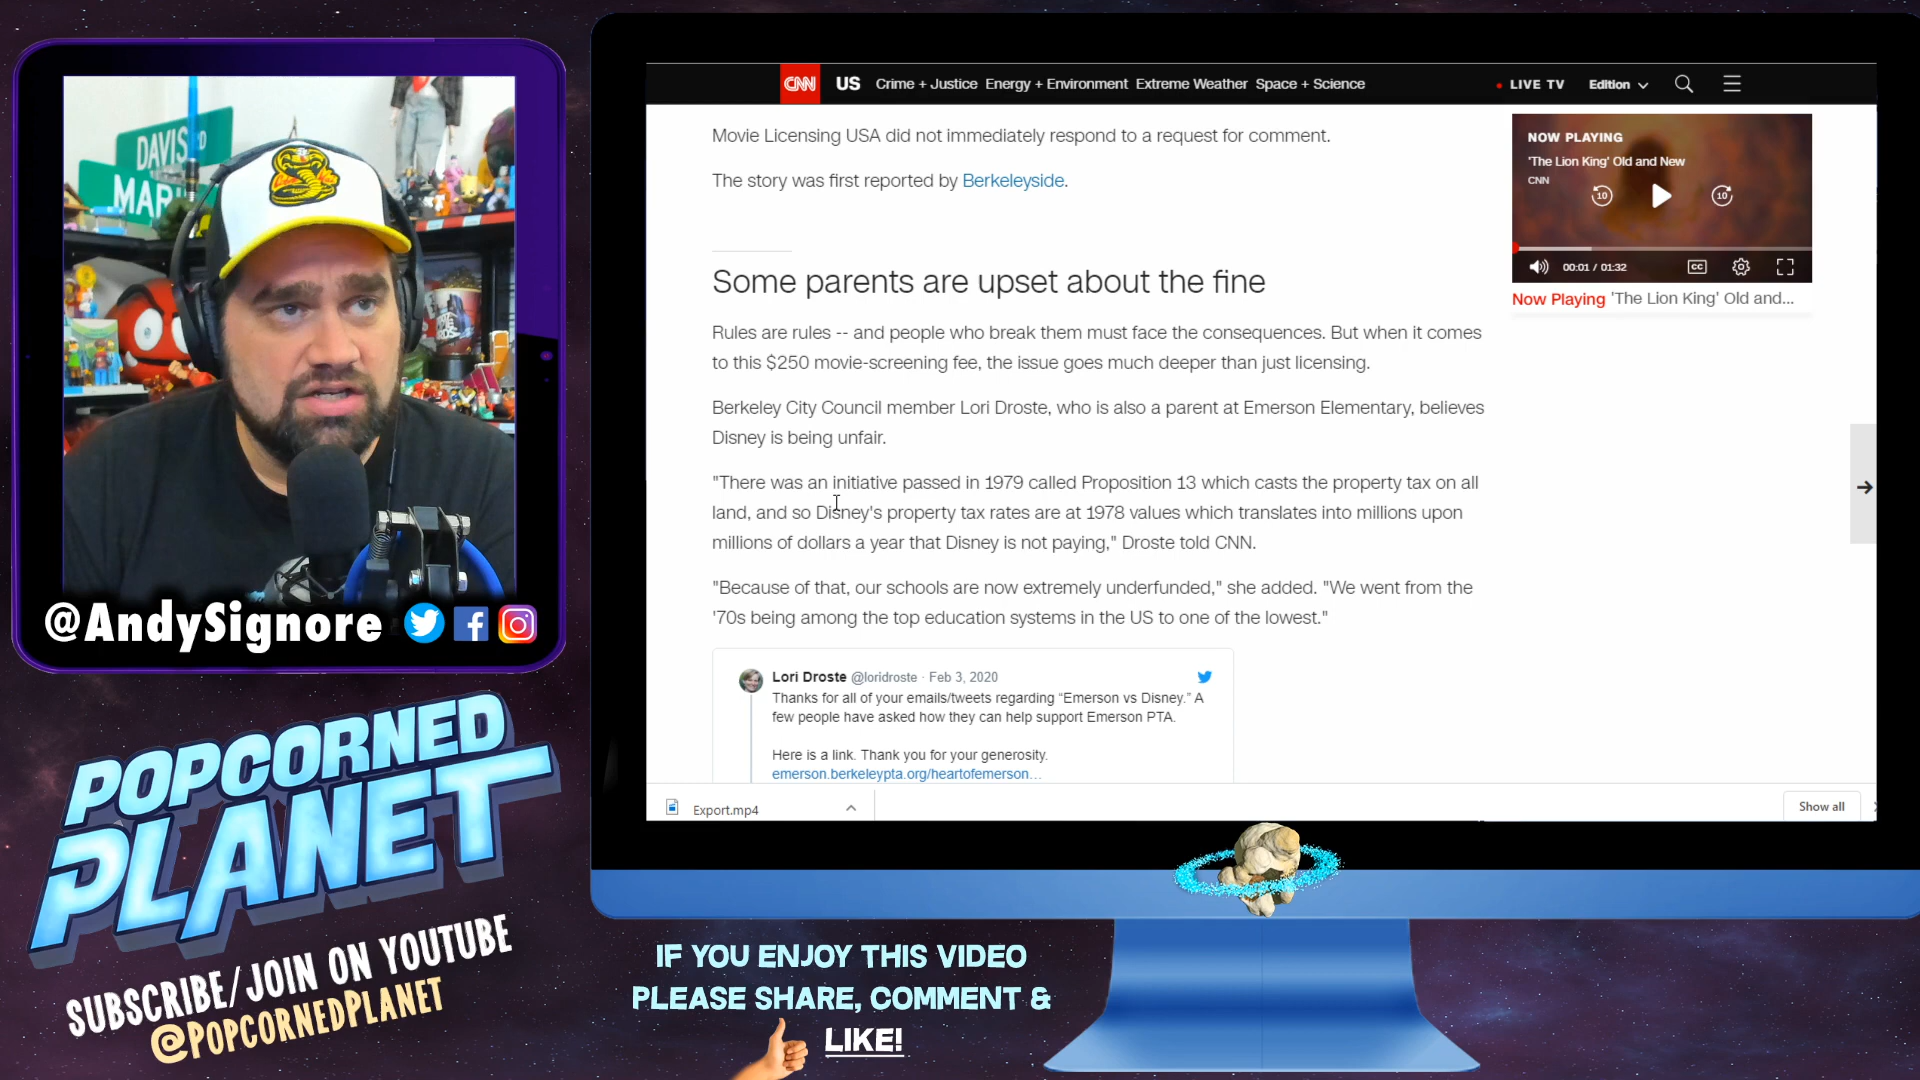 DAVIS RD
MARI
@AndySignore
POPCORNED
PLANET
SUBSCRIBE/JOIN ON YOUTUBE
@POPCORNEDPLANET
CNN US Crime + Justice Energy + Environment Extreme Weather Space + Science LIVE TV Edition
Movie Licensing USA did not immediately respond to a request for comment.
The story was first reported by Berkeleyside.
Some parents are upset about the fine
Rules are rules -- and people who break them must face the consequences. But when it comes
to this $250 movie-screening fee, the issue goes much deeper than just licensing.
Berkeley City Council member Lori Droste, who is also a parent at Emerson Elementary, believes
Disney is being unfair.
"There was an initiative passed in 1979 called Proposition 13 which casts the property tax on all
land, and so Disney's property tax rates are at 1978 values which translates into millions upon
millions of dollars a year that Disney is not paying," Droste told CNN.
"Because of that, our schools are now extremely underfunded," she added. "We went from the
'70s being among the top education systems in the US to one of the lowest."
Lori Droste @loridroste · Feb 3, 2020
Thanks for all of your emails/tweets regarding “Emerson vs Disney.” A
few people have asked how they can help support Emerson PTA.
Here is a link. Thank you for your generosity.
emerson.berkeleypta.org/heartofemerson...
NOW PLAYING
'The Lion King' Old and New
CNN
10 10
00:01 / 01:32 CC
Now Playing 'The Lion King' Old and...
Export.mp4
Show all
IF YOU ENJOY THIS VIDEO
PLEASE SHARE, COMMENT &
LIKE!